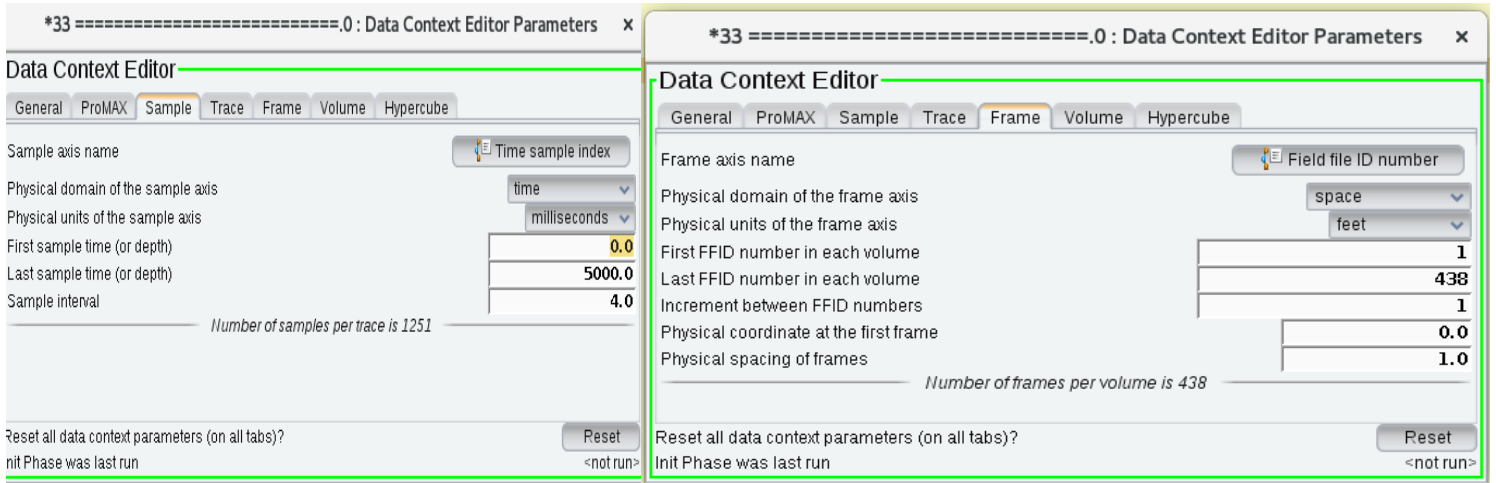 *33 ===========================.0 : Data Context Editor Parameters x
Data Context Editor
General ProMAX Sample Trace Frame Volume Hypercube
Sample axis name Time sample index
Physical domain of the sample axis time
Physical units of the sample axis milliseconds
First sample time (or depth) 0.0
Last sample time (or depth) 5000.0
Sample interval 4.0
Number of samples per trace is 1251
Reset all data context parameters (on all tabs)? Reset
nit Phase was last run <not run>
*33 ===========================.0 : Data Context Editor Parameters x
Data Context Editor
General ProMAX Sample Trace Frame Volume Hypercube
Frame axis name Field file ID number
Physical domain of the frame axis space
Physical units of the frame axis feet
First FFID number in each volume 1
Last FFID number in each volume 438
Increment between FFID numbers 1
Physical coordinate at the first frame 0.0
Physical spacing of frames 1.0
Number of frames per volume is 438
Reset all data context parameters (on all tabs)? Reset
Init Phase was last run <not run>